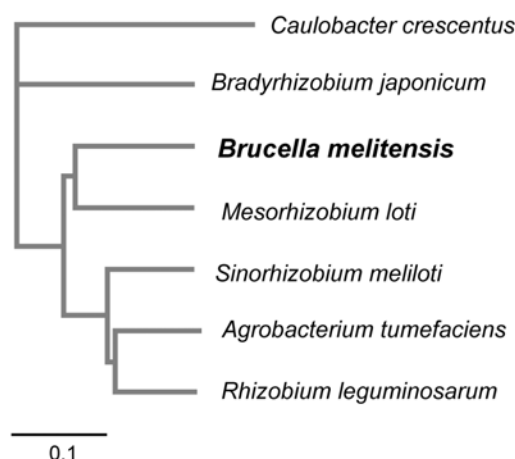 Caulobacter crescentus
Bradyrhizobium japonicum
Brucella melitensis
Mesorhizobium loti
Sinorhizobium meliloti
Agrobacterium tumefaciens
Rhizobium leguminosarum
0.1